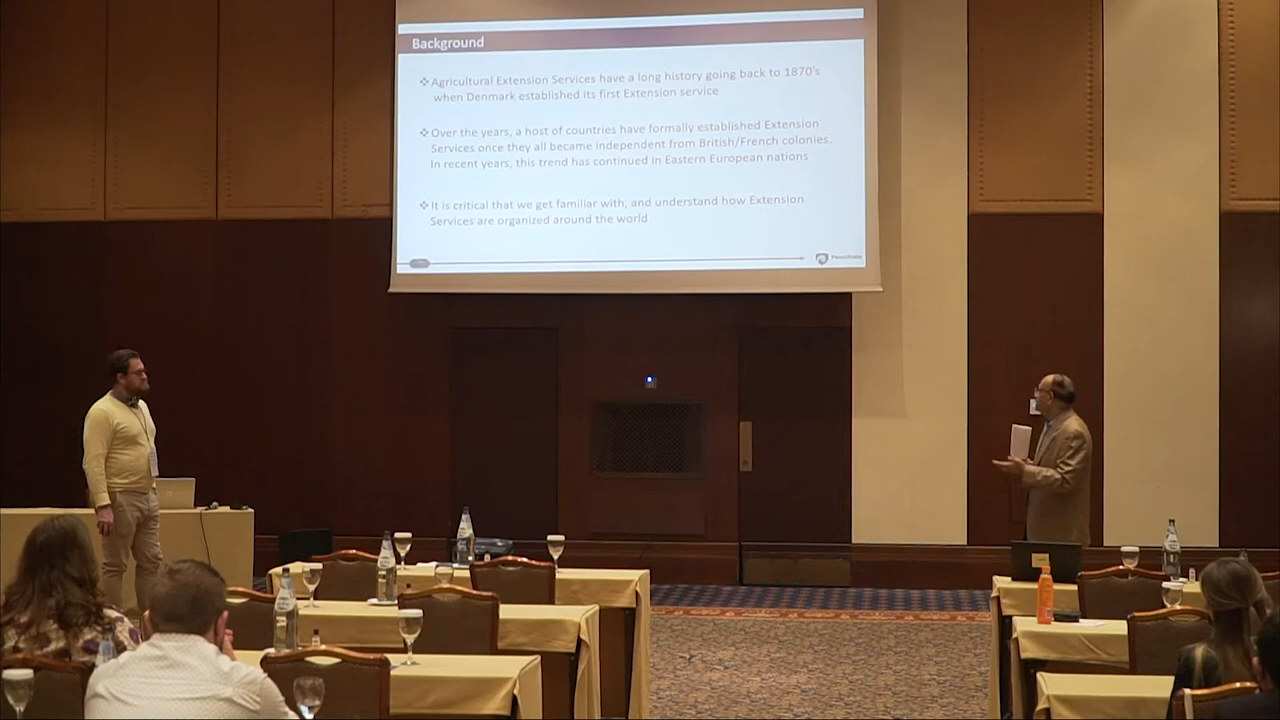 Background
❖ Agricultural Extension Services have a long history going back to 1870's
when Denmark established its first Extension service
❖ Over the years, a host of countries have formally established Extension
Services once they all became independent from British/French colonies.
In recent years, this trend has continued in Eastern European nations
❖ It is critical that we get familiar with, and understand how Extension
Services are organized around the world
PennState